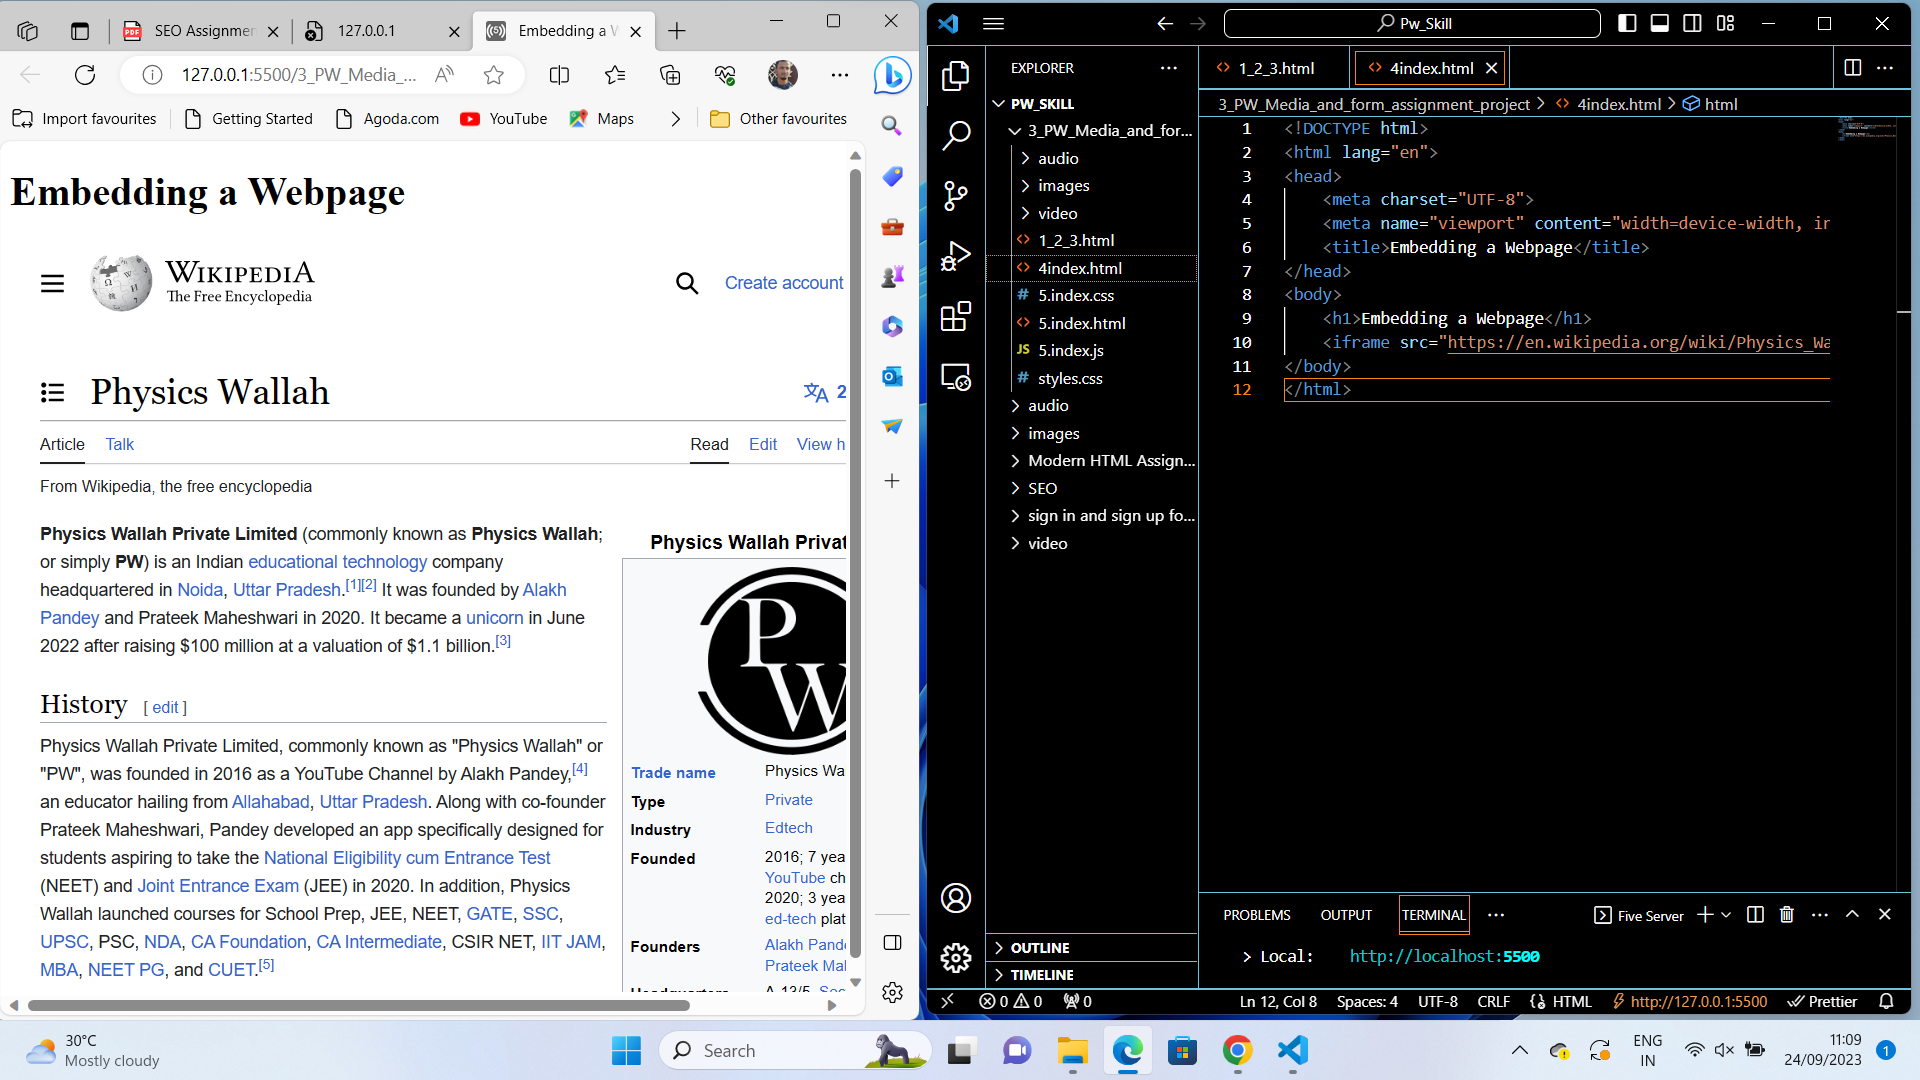 SEO Assignmen
127.0.0.1
Embedding a W
127.0.0.1:5500/3_PW_Media_...
Import favourites
Getting Started
Agoda.com
YouTube
Maps
Other favourites
Embedding a Webpage
WIKIPEDIA
The Free Encyclopedia
Create account
Physics Wallah
2
Article
Talk
Read
Edit
View h
From Wikipedia, the free encyclopedia
Physics Wallah Private Limited (commonly known as Physics Wallah;
or simply PW) is an Indian educational technology company
headquartered in Noida, Uttar Pradesh.[1][2] It was founded by Alakh
Pandey and Prateek Maheshwari in 2020. It became a unicorn in June
2022 after raising $100 million at a valuation of $1.1 billion.[3]
History [ edit ]
Physics Wallah Private Limited, commonly known as "Physics Wallah" or
"PW", was founded in 2016 as a YouTube Channel by Alakh Pandey,[4]
an educator hailing from Allahabad, Uttar Pradesh. Along with co-founder
Prateek Maheshwari, Pandey developed an app specifically designed for
students aspiring to take the National Eligibility cum Entrance Test
(NEET) and Joint Entrance Exam (JEE) in 2020. In addition, Physics
Wallah launched courses for School Prep, JEE, NEET, GATE, SSC,
UPSC, PSC, NDA, CA Foundation, CA Intermediate, CSIR NET, IIT JAM,
MBA, NEET PG, and CUET.[5]
Physics Wallah Privat
PW
Trade name Physics Wa
Type Private
Industry Edtech
Founded 2016; 7 yea
YouTube ch
2020; 3 yea
ed-tech plat
Founders Alakh Pande
Prateek Mal
Pw_Skill
EXPLORER
PW_SKILL
3_PW_Media_and_for...
audio
images
video
1_2_3.html
4index.html
5.index.css
5.index.html
JS 5.index.js
styles.css
audio
images
Modern HTML Assign...
SEO
sign in and sign up fo...
video
OUTLINE
TIMELINE
1_2_3.html
4index.html
3_PW_Media_and_form_assignment_project > 4index.html > html
1 <!DOCTYPE html>
2 <html lang="en">
3 <head>
4 <meta charset="UTF-8">
5 <meta name="viewport" content="width=device-width, in
6 <title>Embedding a Webpage</title>
7 </head>
8 <body>
9 <h1>Embedding a Webpage</h1>
10 <iframe src="https://en.wikipedia.org/wiki/Physics_Wa
11 </body>
12 </html>
PROBLEMS
OUTPUT
TERMINAL
Five Server
> Local: http://localhost:5500
0 0
0
Ln 12, Col 8
Spaces: 4
UTF-8
CRLF
HTML
http://127.0.0.1:5500
Prettier
30°C
Mostly cloudy
Search
ENG
IN
11:09
24/09/2023
1